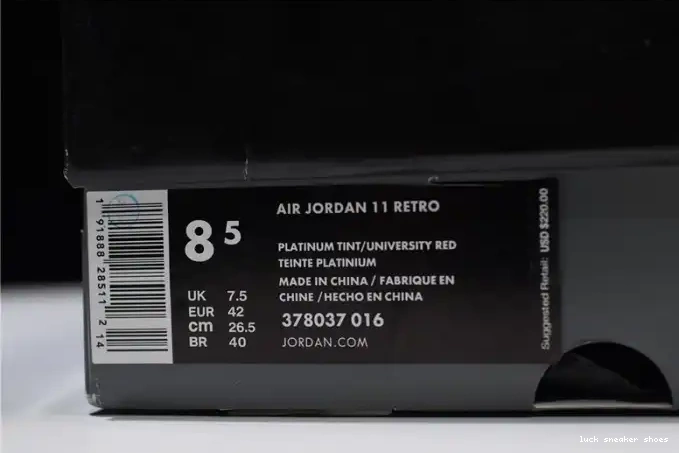 AIR JORDAN 11 RETRO
8 5
PLATINUM TINT/UNIVERSITY RED
TEINTE PLATINIUM
MADE IN CHINA / FABRIQUE EN
CHINE /HECHO EN CHINA
UK 7.5
EUR 42
cm 26.5
BR 40
378037 016
JORDAN.COM
Suggested Retail: USD $220.00
1 91888 28511 2 14
luck sneaker shoes